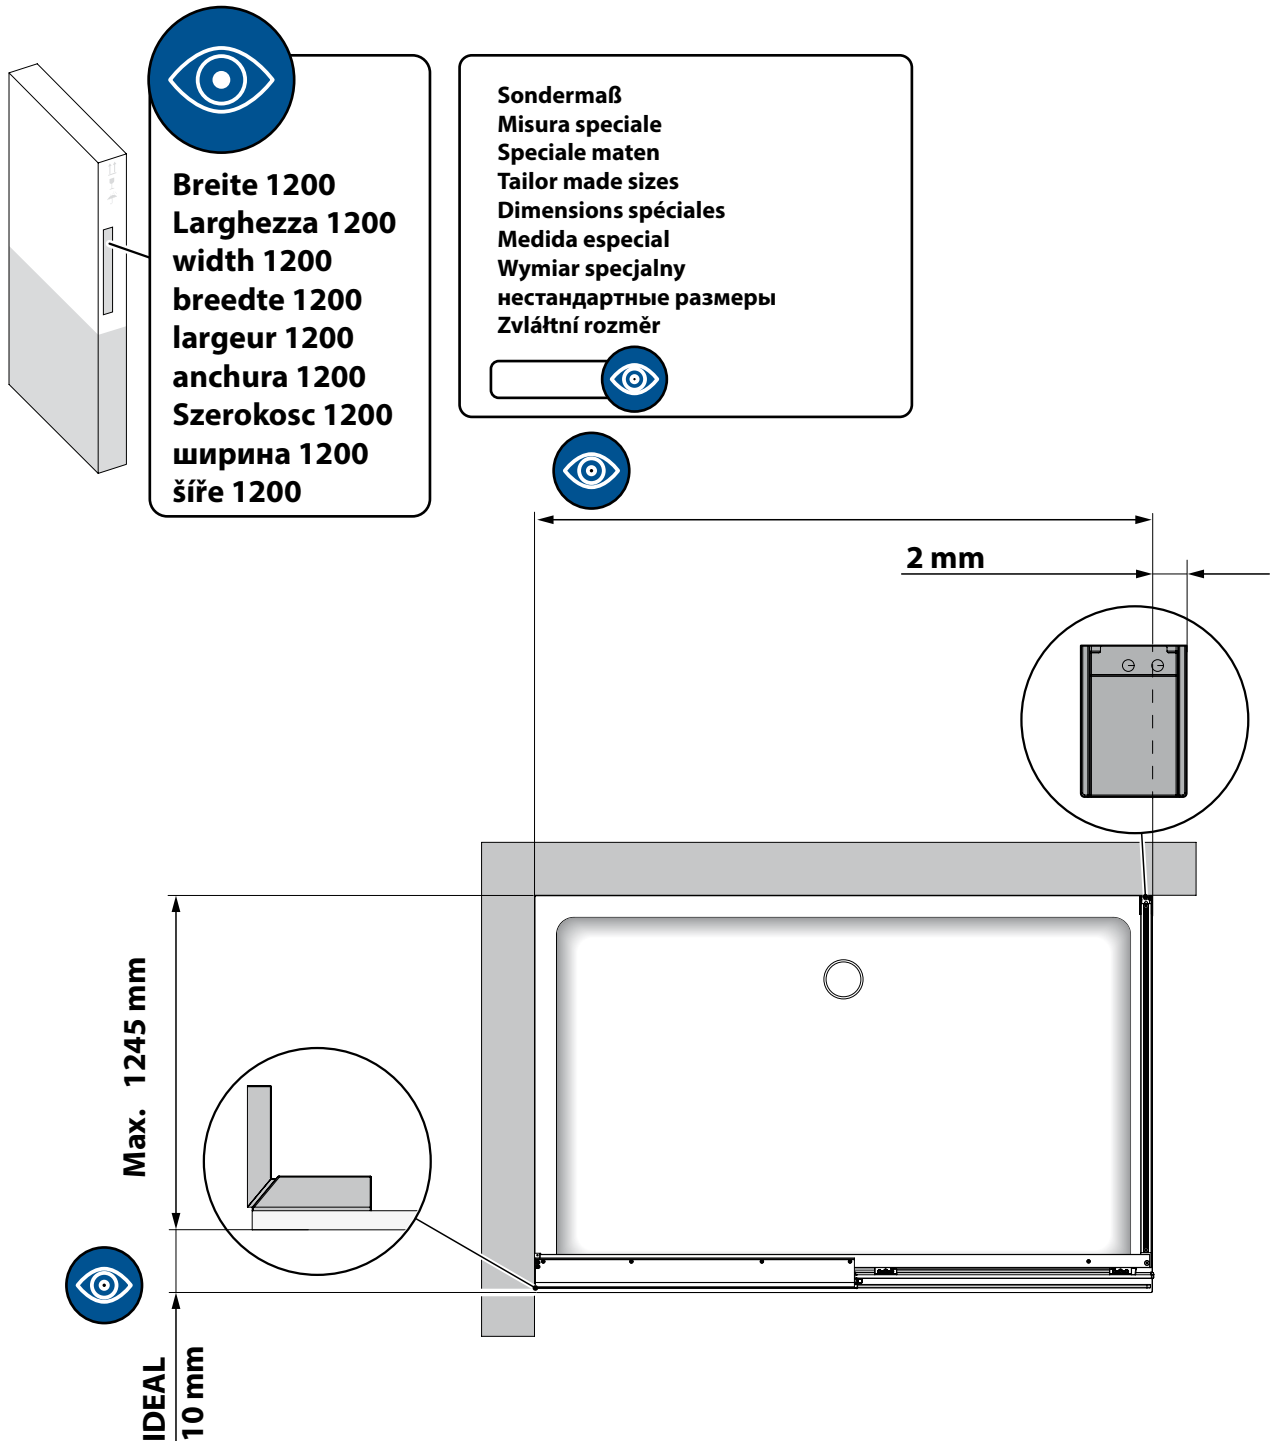 Breite 1200
Larghezza 1200
width 1200
breedte 1200
largeur 1200
anchura 1200
Szerokosc 1200
ширина 1200
šíře 1200
Sondermaß
Misura speciale
Speciale maten
Tailor made sizes
Dimensions spéciales
Medida especial
Wymiar specjalny
нестандартные размеры
Zvláłtní rozměr
2 mm
Max. 1245 mm
IDEAL
10 mm